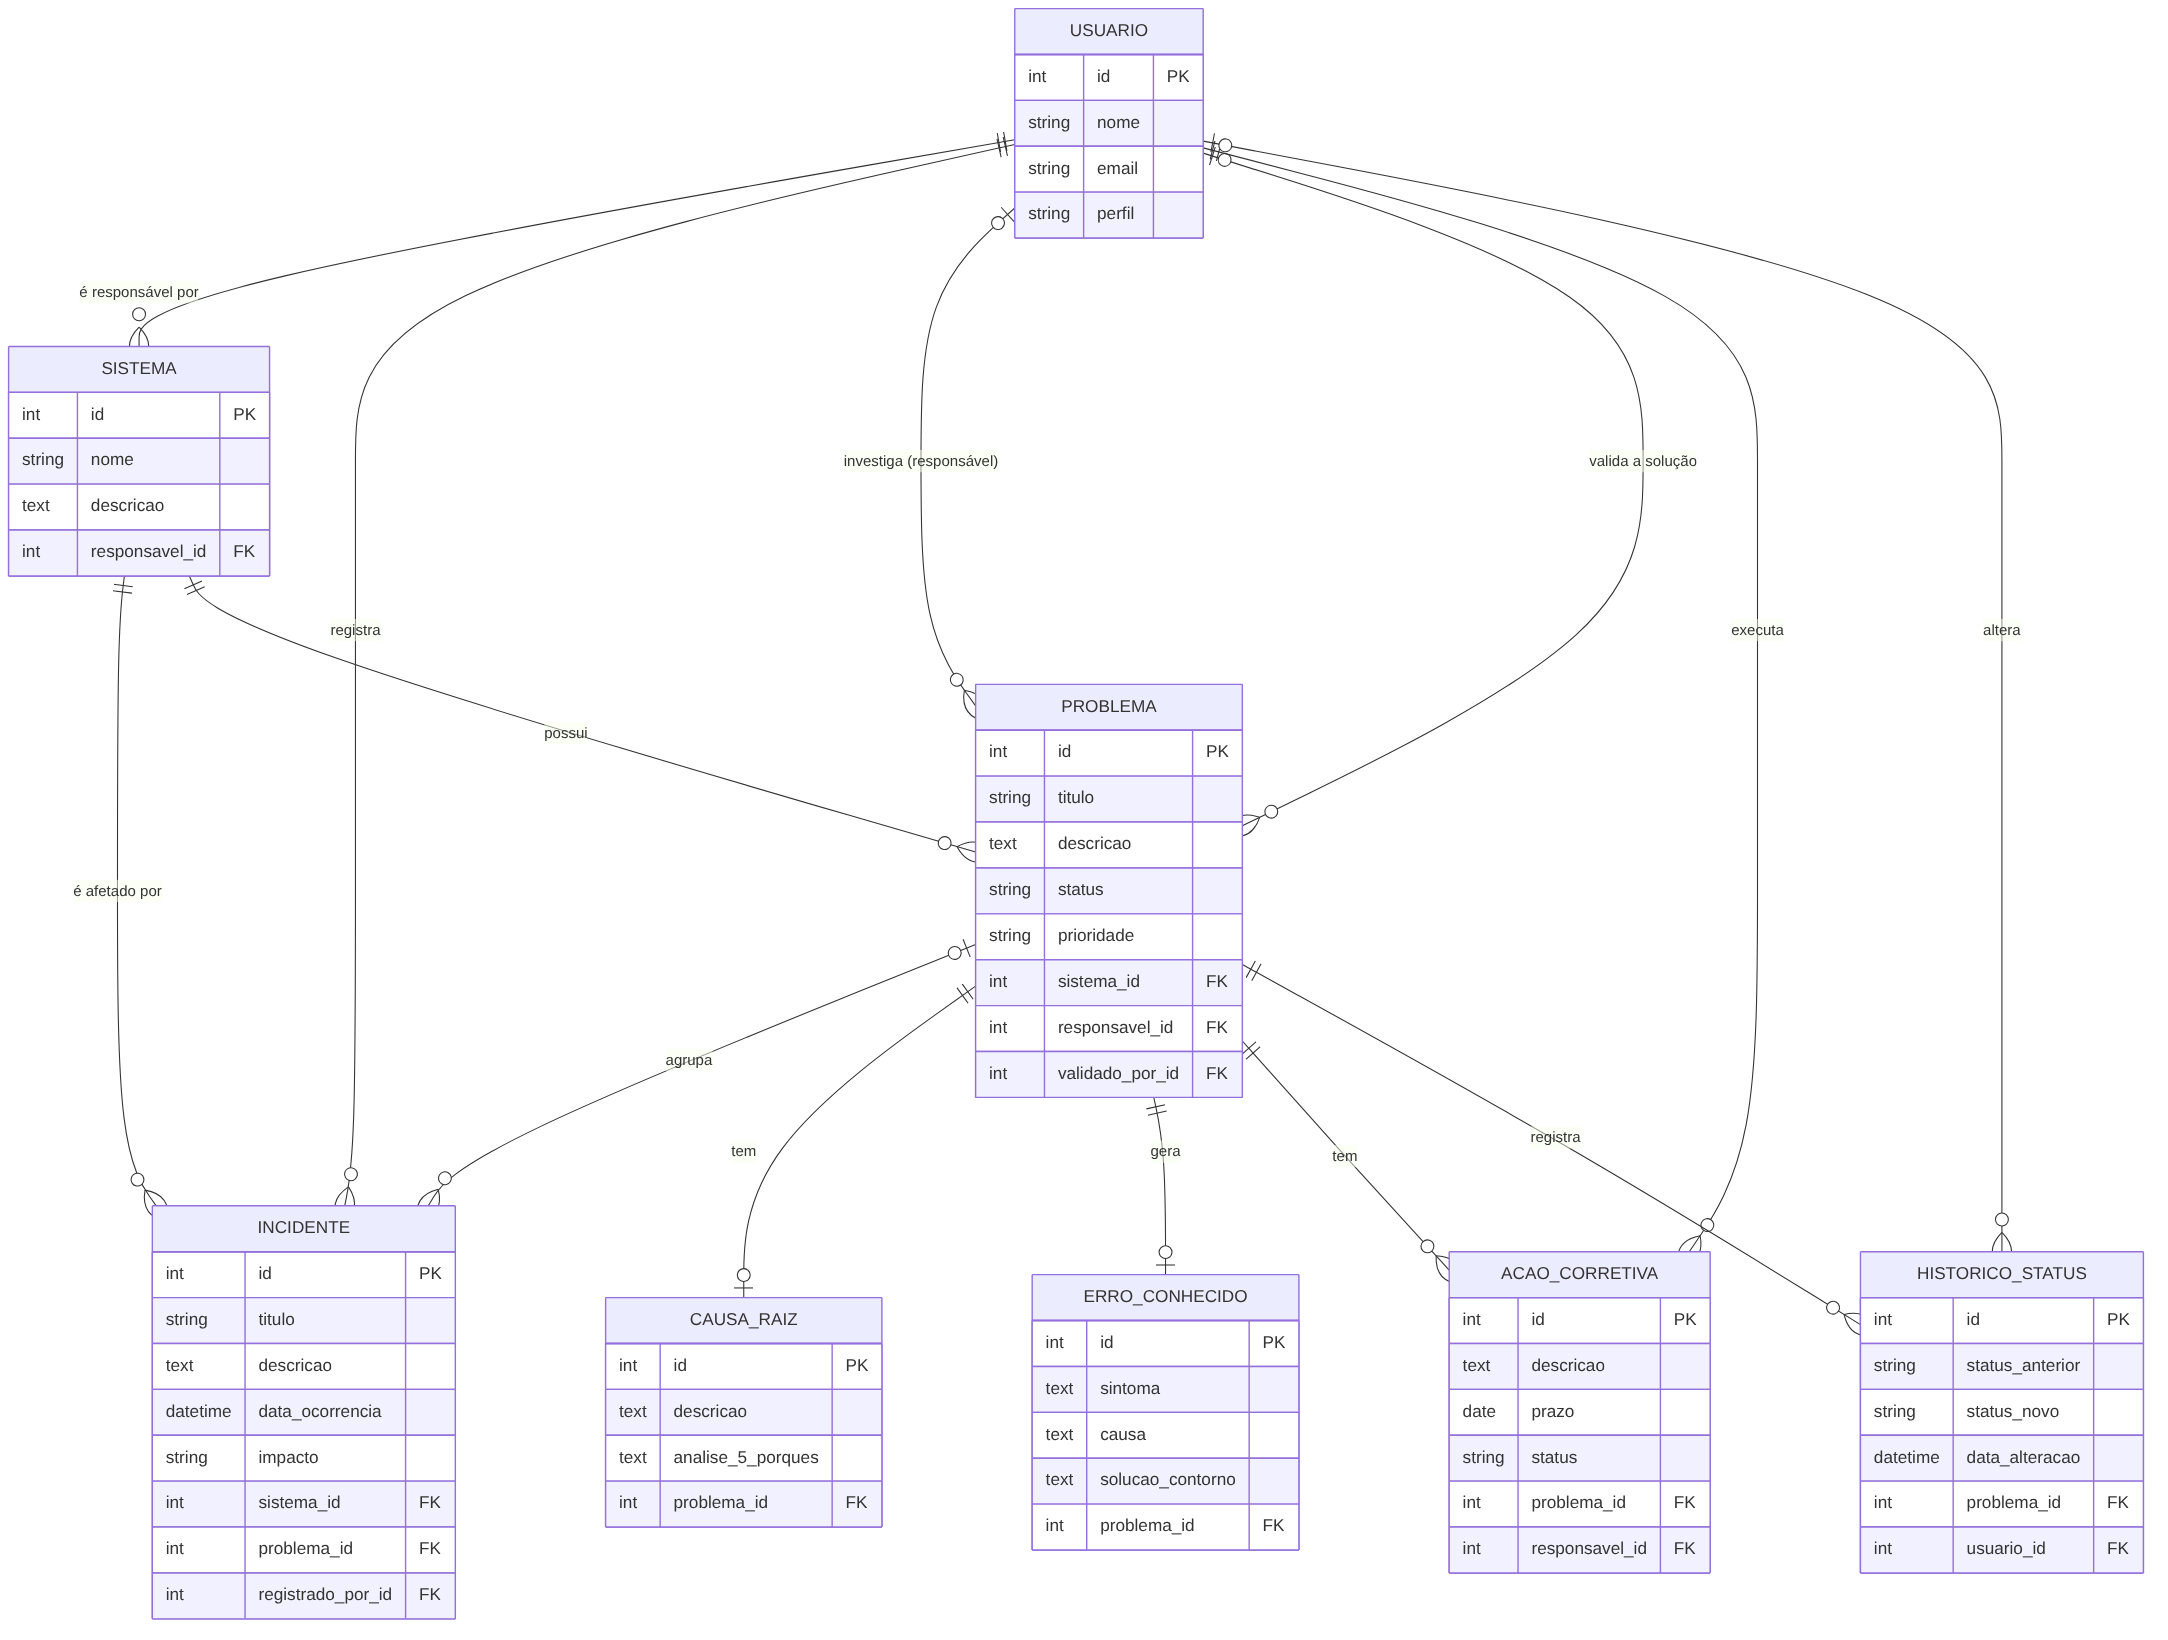 USUARIO
int id PK
string nome
string email
string perfil
é responsável por
SISTEMA
int id PK
string nome
text descricao
int responsavel_id FK
investiga (responsável)
valida a solução
registra
executa
altera
possui
é afetado por
PROBLEMA
int id PK
string titulo
text descricao
string status
string prioridade
int sistema_id FK
int responsavel_id FK
int validado_por_id FK
agrupa
tem
gera
tem
registra
INCIDENTE
int id PK
string titulo
text descricao
datetime data_ocorrencia
string impacto
int sistema_id FK
int problema_id FK
int registrado_por_id FK
CAUSA_RAIZ
int id PK
text descricao
text analise_5_porques
int problema_id FK
ERRO_CONHECIDO
int id PK
text sintoma
text causa
text solucao_contorno
int problema_id FK
ACAO_CORRETIVA
int id PK
text descricao
date prazo
string status
int problema_id FK
int responsavel_id FK
HISTORICO_STATUS
int id PK
string status_anterior
string status_novo
datetime data_alteracao
int problema_id FK
int usuario_id FK